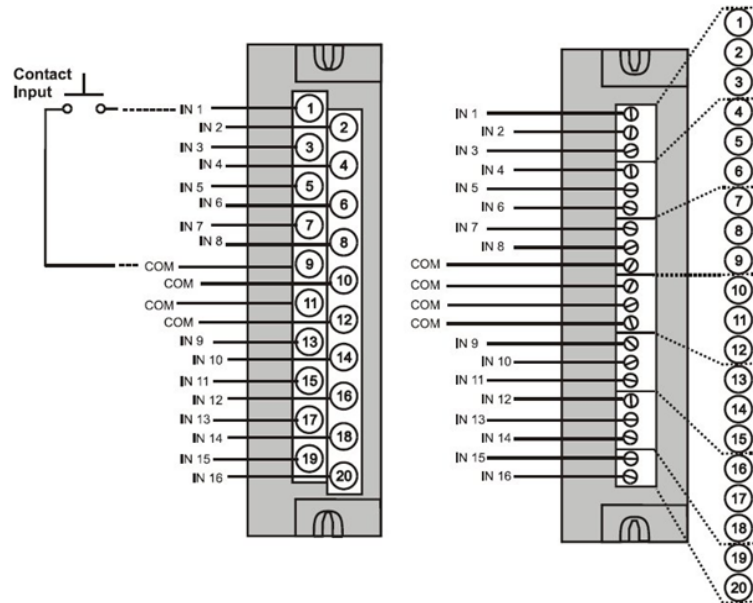 Contact
Input
IN 1
IN 2
IN 3
IN 4
IN 5
IN 6
IN 7
IN 8
COM
COM
COM
COM
IN 9
IN 10
IN 11
IN 12
IN 13
IN 14
IN 15
IN 16
1
2
3
4
5
6
7
8
9
10
11
12
13
14
15
16
17
18
19
20
IN 1
IN 2
IN 3
IN 4
IN 5
IN 6
IN 7
IN 8
COM
COM
COM
COM
IN 9
IN 10
IN 11
IN 12
IN 13
IN 14
IN 15
IN 16
1
2
3
4
5
6
7
8
9
10
11
12
13
14
15
16
17
18
19
20